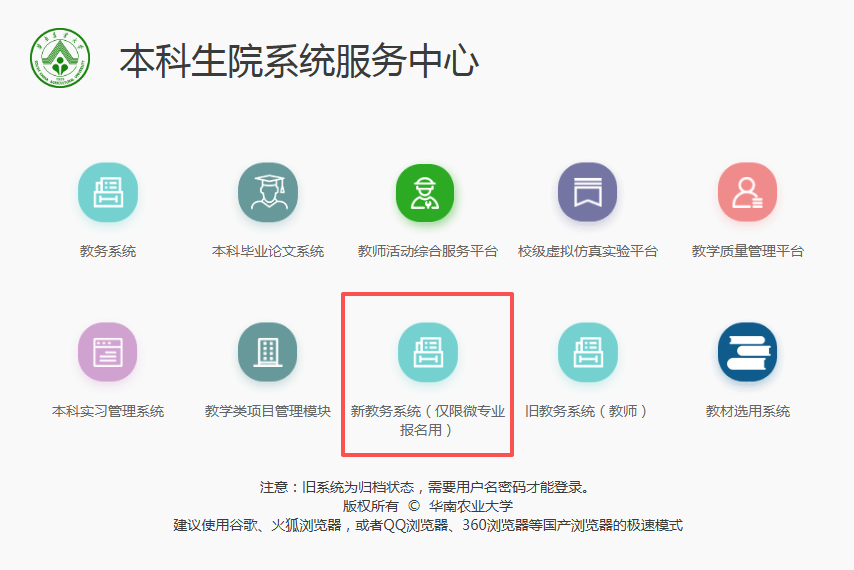 本科生院系统服务中心
教务系统
本科毕业论文系统
教师活动综合服务平台
校级虚拟仿真实验平台
教学质量管理平台
本科实习管理系统
教学类项目管理模块
新教务系统（仅限微专业
报名用）
旧教务系统（教师）
教材选用系统
注意：旧系统为归档状态，需要用户名密码才能登录。
版权所有 © 华南农业大学
建议使用谷歌、火狐浏览器，或者QQ浏览器、360浏览器等国产浏览器的极速模式